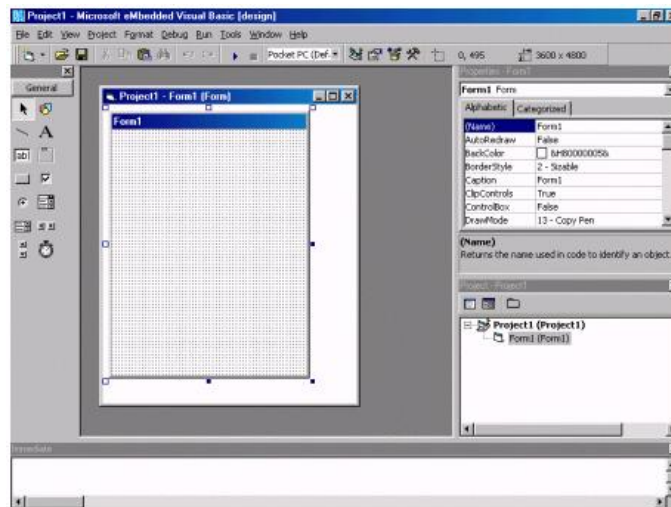 Project1 - Microsoft eMbedded Visual Basic [design]
File Edit View Project Format Debug Run Tools Window Help
Pocket PC (Def. 0, 495 3600 x 4800
General
A
ab
Project1 - Form1 (Form)
Form1
Properties - Form1
Form1 Form
Alphabetic Categorized
(Name) Form1
AutoRedraw False
BackColor &H80000005&
BorderStyle 2 - Sizable
Caption Form1
ClipControls True
ControlBox False
DrawMode 13 - Copy Pen
(Name)
Returns the name used in code to identify an object.
Project - Project1
Project1 (Project1)
Form1 (Form1)
Immediate